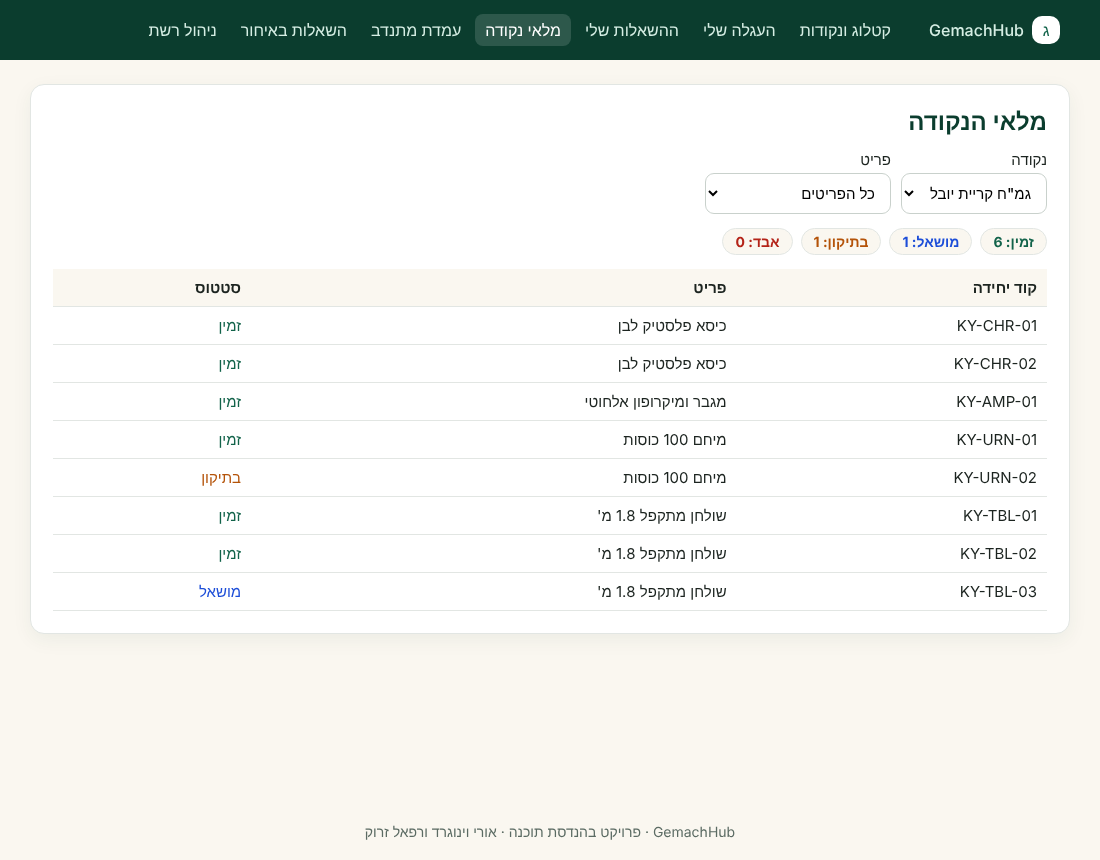 ג GemachHub קטלוג ונקודות העגלה שלי ההשאלות שלי מלאי נקודה עמדת מתנדב השאלות באיחור ניהול רשת
מלאי הנקודה
נקודה פריט
גמ"ח קריית יובל כל הפריטים
זמין: 6 מושאל: 1 בתיקון: 1 אבד: 0
קוד יחידה פריט סטטוס
KY-CHR-01 כיסא פלסטיק לבן זמין
KY-CHR-02 כיסא פלסטיק לבן זמין
KY-AMP-01 מגבר ומיקרופון אלחוטי זמין
KY-URN-01 מיחם 100 כוסות זמין
KY-URN-02 מיחם 100 כוסות בתיקון
KY-TBL-01 שולחן מתקפל 1.8 מ' זמין
KY-TBL-02 שולחן מתקפל 1.8 מ' זמין
KY-TBL-03 שולחן מתקפל 1.8 מ' מושאל
GemachHub · פרויקט בהנדסת תוכנה · אורי וינוגרד ורפאל זרוק